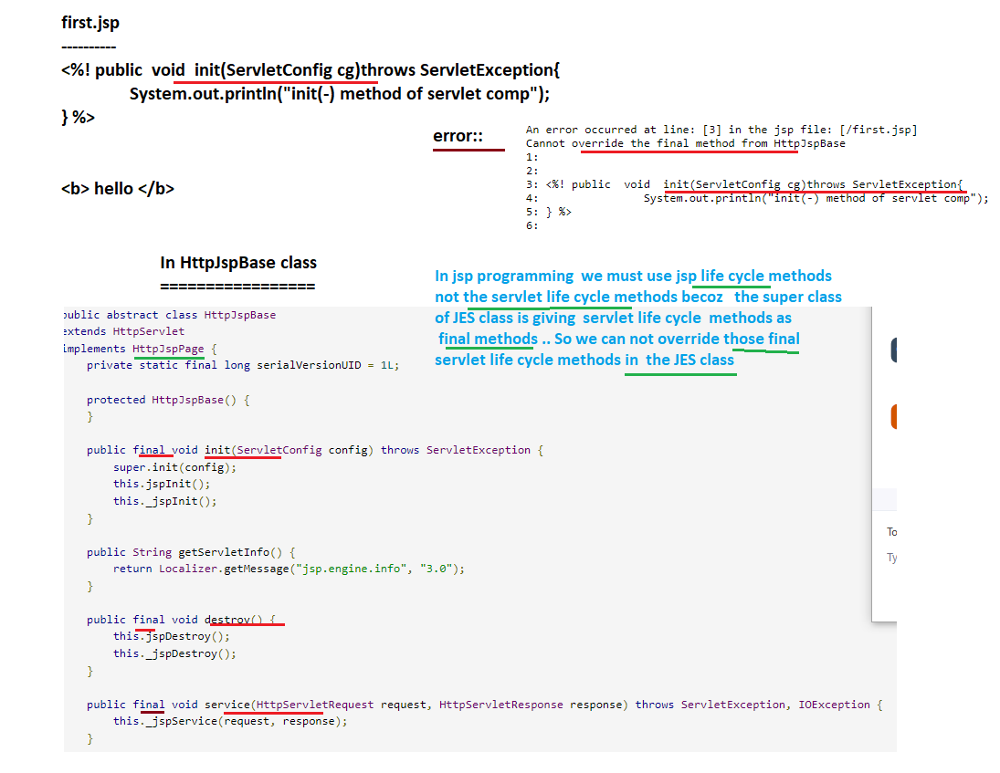 first.jsp
----------
<%! public  void  init(ServletConfig cg)throws ServletException{
System.out.println("init(-) method of servlet comp");
} %>
error::
An error occurred at line: [3] in the jsp file: [/first.jsp]
Cannot override the final method from HttpJspBase
1:
2:
3: <%! public  void  init(ServletConfig cg)throws ServletException{
4:                System.out.println("init(-) method of servlet comp");
5: } %>
6:
<b> hello </b>
In HttpJspBase class
=================
In jsp programming  we must use jsp life cycle methods
not the servlet life cycle methods becoz   the super class
of JES class is giving  servlet life cycle  methods as
final methods .. So we can not override those final
servlet life cycle methods in  the JES class
public abstract class HttpJspBase
extends HttpServlet
implements HttpJspPage {
private static final long serialVersionUID = 1L;
protected HttpJspBase() {
}
public final void init(ServletConfig config) throws ServletException {
super.init(config);
this.jspInit();
this._jspInit();
}
public String getServletInfo() {
return Localizer.getMessage("jsp.engine.info", "3.0");
}
public final void destroy() {
this.jspDestroy();
this._jspDestroy();
}
public final void service(HttpServletRequest request, HttpServletResponse response) throws ServletException, IOException {
this._jspService(request, response);
}
To
Ty